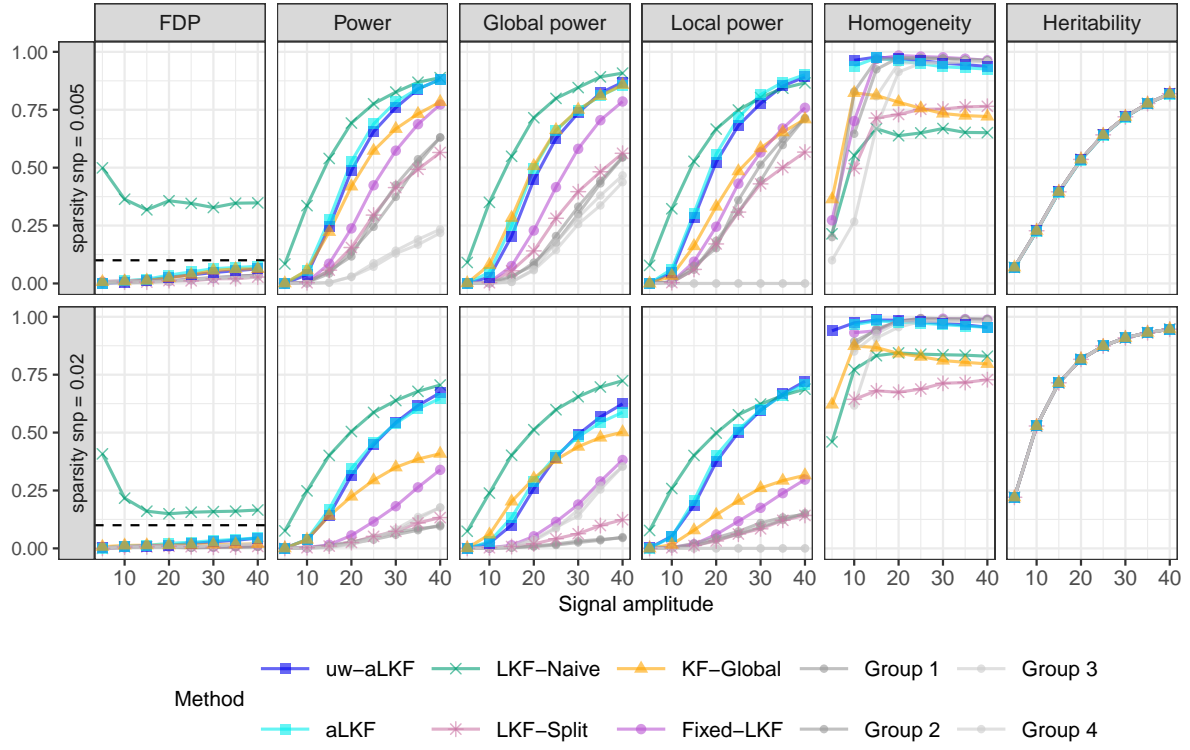 FDP Power Global power Local power Homogeneity Heritability
sparsity snp = 0.005
1.00
0.75
0.50
0.25
0.00
sparsity snp = 0.02
1.00
0.75
0.50
0.25
0.00
10 20 30 40 10 20 30 40 10 20 30 40 10 20 30 40 10 20 30 40 10 20 30 40
Signal amplitude
Method
uw−aLKF LKF−Naive KF−Global Group 1 Group 3
aLKF LKF−Split Fixed−LKF Group 2 Group 4